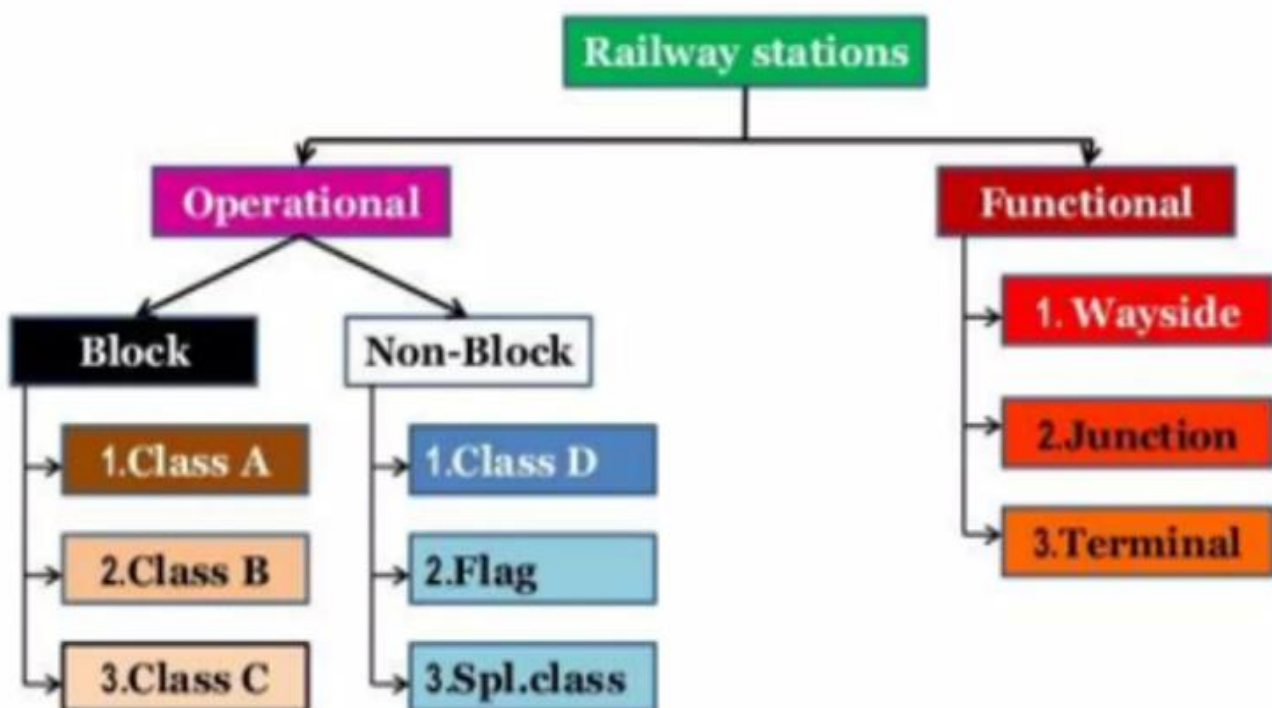 Railway stations
Operational
Functional
Block
Non-Block
1. Wayside
1.Class A
1.Class D
2.Junction
2.Class B
2.Flag
3.Terminal
3.Class C
3.Spl.class